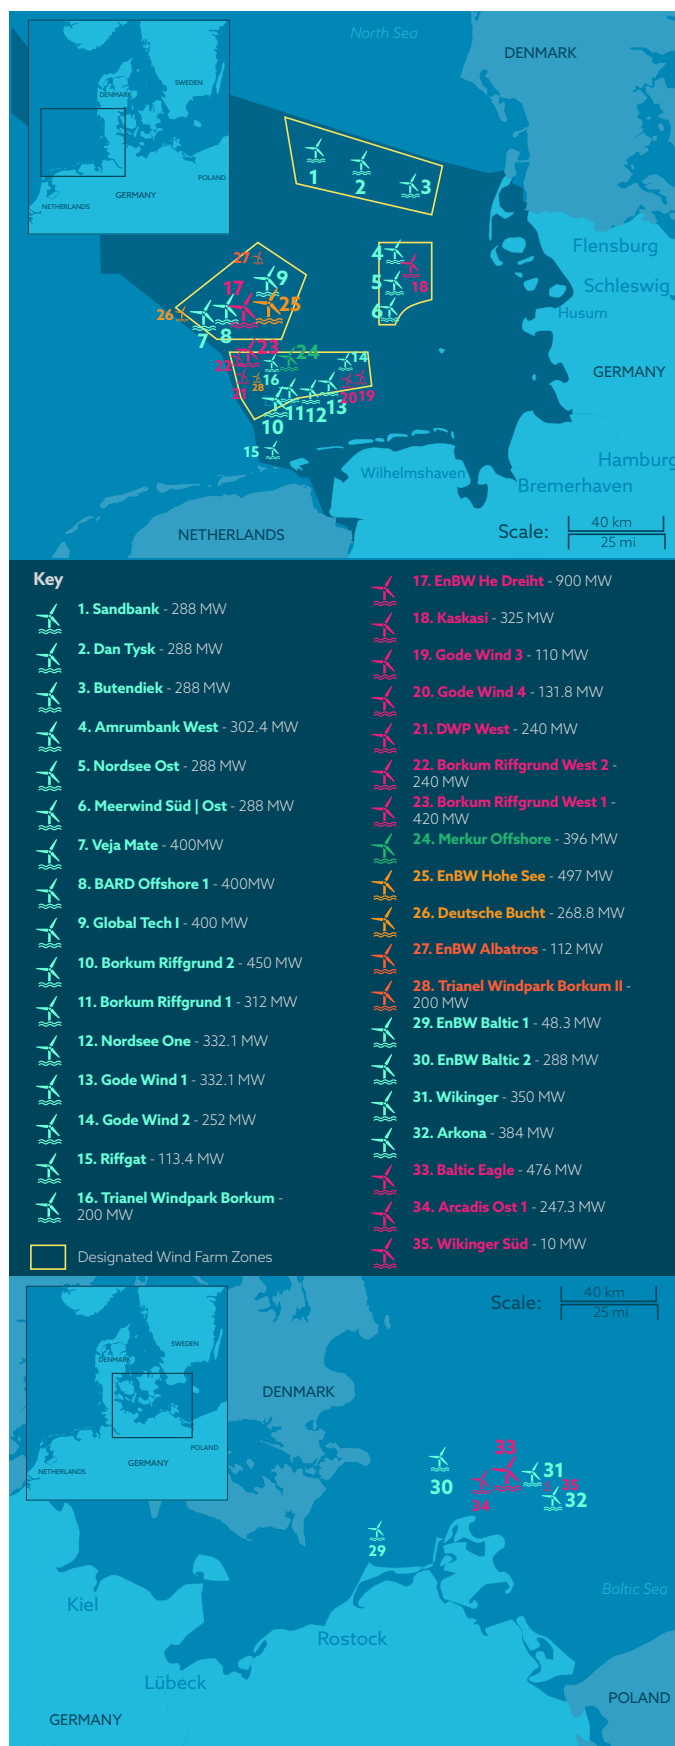 North Sea
DENMARK
SWEDEN
DENMARK
POLAND
GERMANY
NETHERLANDS
1
2
3
Flensburg
Schleswig
Husum
GERMANY
Hamburg
Bremerhaven
Wilhelmshaven
NETHERLANDS
4
18
5
6
27
9
17
25
26
7
8
23
24
22
14
16
21
28
20
19
10
11
12
13
15
Scale:
40 km
25 mi
Key
1. Sandbank - 288 MW
2. Dan Tysk - 288 MW
3. Butendiek - 288 MW
4. Amrumbank West - 302.4 MW
5. Nordsee Ost - 288 MW
6. Meerwind Süd | Ost - 288 MW
7. Veja Mate - 400MW
8. BARD Offshore 1 - 400MW
9. Global Tech I - 400 MW
10. Borkum Riffgrund 2 - 450 MW
11. Borkum Riffgrund 1 - 312 MW
12. Nordsee One - 332.1 MW
13. Gode Wind 1 - 332.1 MW
14. Gode Wind 2 - 252 MW
15. Riffgat - 113.4 MW
16. Trianel Windpark Borkum -
200 MW
Designated Wind Farm Zones
17. EnBW He Dreiht - 900 MW
18. Kaskasi - 325 MW
19. Gode Wind 3 - 110 MW
20. Gode Wind 4 - 131.8 MW
21. DWP West - 240 MW
22. Borkum Riffgrund West 2 -
240 MW
23. Borkum Riffgrund West 1 -
420 MW
24. Merkur Offshore - 396 MW
25. EnBW Hohe See - 497 MW
26. Deutsche Bucht - 268.8 MW
27. EnBW Albatros - 112 MW
28. Trianel Windpark Borkum II -
200 MW
29. EnBW Baltic 1 - 48.3 MW
30. EnBW Baltic 2 - 288 MW
31. Wikinger - 350 MW
32. Arkona - 384 MW
33. Baltic Eagle - 476 MW
34. Arcadis Ost 1 - 247.3 MW
35. Wikinger Süd - 10 MW
Scale:
40 km
25 mi
SWEDEN
DENMARK
POLAND
GERMANY
NETHERLANDS
DENMARK
33
30
31
35
34
32
29
Baltic Sea
Kiel
Rostock
Lübeck
POLAND
GERMANY